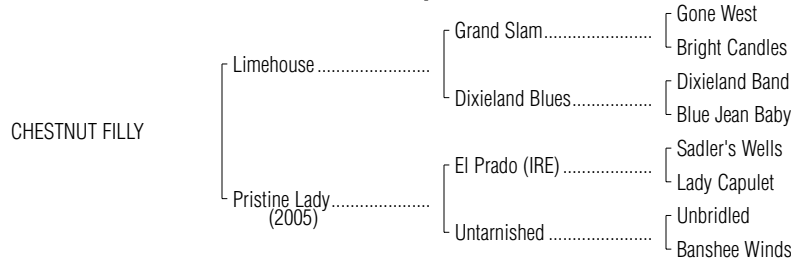 Gone West
Grand Slam.......................
Bright Candles
Limehouse ........................
Dixieland Band
Dixieland Blues.................
Blue Jean Baby
CHESTNUT FILLY
Sadler's Wells
El Prado (IRE) ...................
Lady Capulet
Pristine Lady.....................
(2005)
Unbridled
Untarnished ......................
Banshee Winds